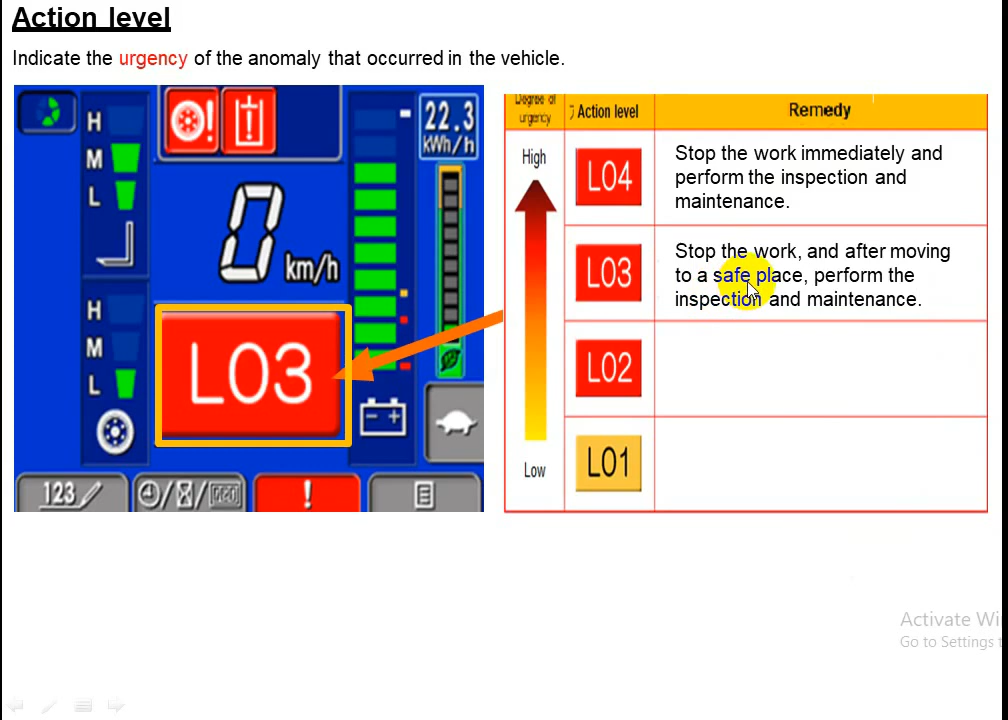 Action level
Indicate the urgency of the anomaly that occurred in the vehicle.
H
M
L
22.3
kWh/h
0 km/h
H
M
L
L03
123
Degree of
urgency
Action level
Remedy
High
L04
Stop the work immediately and
perform the inspection and
maintenance.
L03
Stop the work, and after moving
to a safe place, perform the
inspection and maintenance.
L02
Low
L01
Activate Wi
Go to Settings t